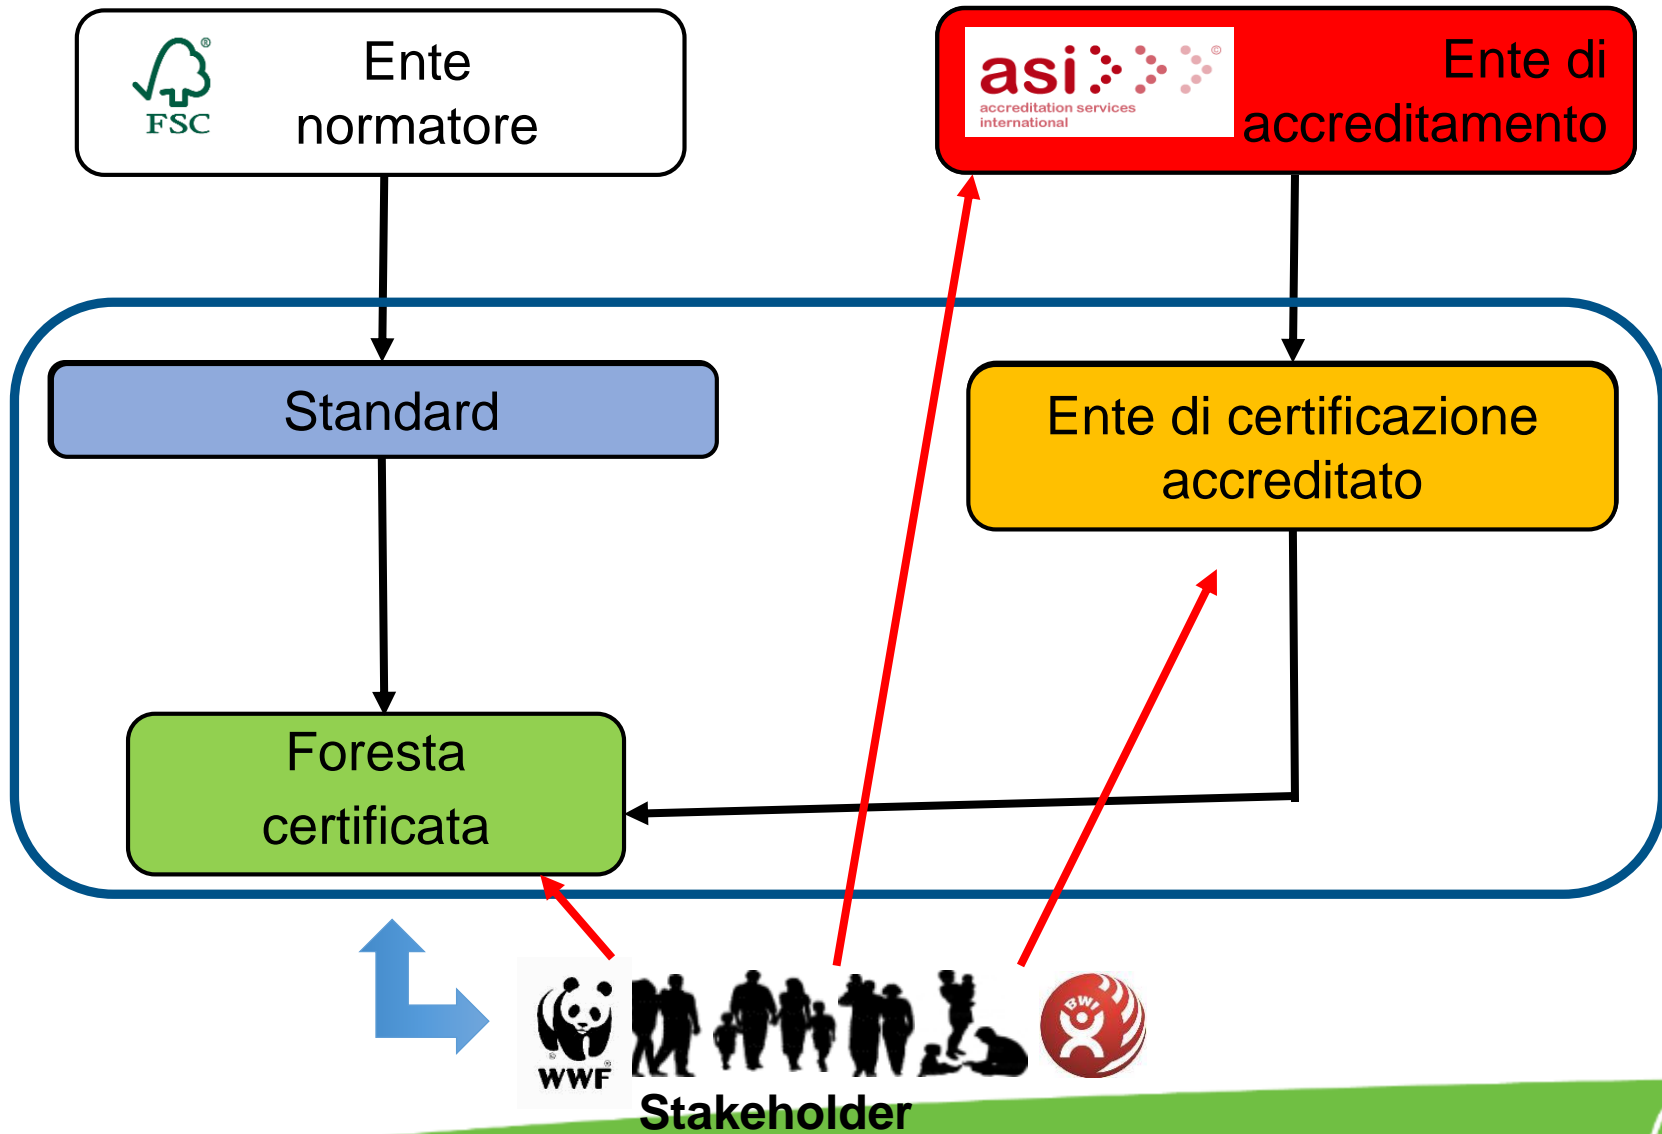 FSC
®
Ente
normatore
asi
©
accreditation services
international
Ente di
accreditamento
Standard
Ente di certificazione
accreditato
Foresta
certificata
©
®
WWF
BWI
Stakeholder